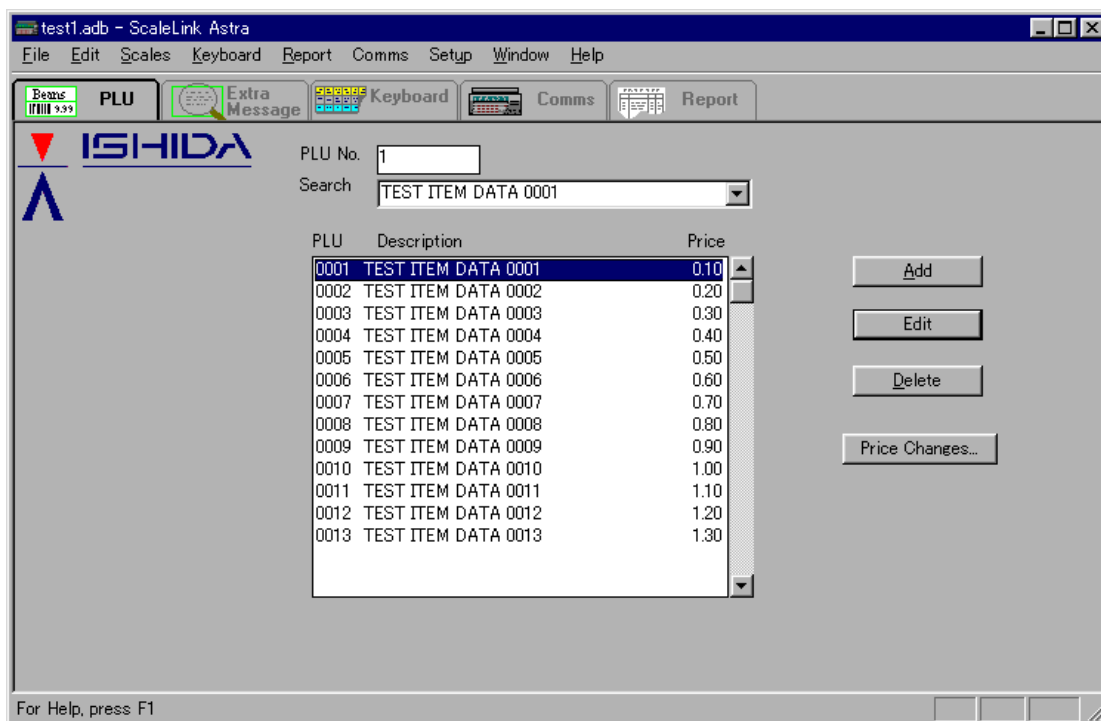 test1.adb - ScaleLink Astra
File Edit Scales Keyboard Report Comms Setup Window Help
Beans 9.99 PLU Extra Message Keyboard Comms Report
ISHIDA
PLU No. 1
Search TEST ITEM DATA 0001
PLU Description Price
0001 TEST ITEM DATA 0001 0.10
0002 TEST ITEM DATA 0002 0.20
0003 TEST ITEM DATA 0003 0.30
0004 TEST ITEM DATA 0004 0.40
0005 TEST ITEM DATA 0005 0.50
0006 TEST ITEM DATA 0006 0.60
0007 TEST ITEM DATA 0007 0.70
0008 TEST ITEM DATA 0008 0.80
0009 TEST ITEM DATA 0009 0.90
0010 TEST ITEM DATA 0010 1.00
0011 TEST ITEM DATA 0011 1.10
0012 TEST ITEM DATA 0012 1.20
0013 TEST ITEM DATA 0013 1.30
Add
Edit
Delete
Price Changes...
For Help, press F1